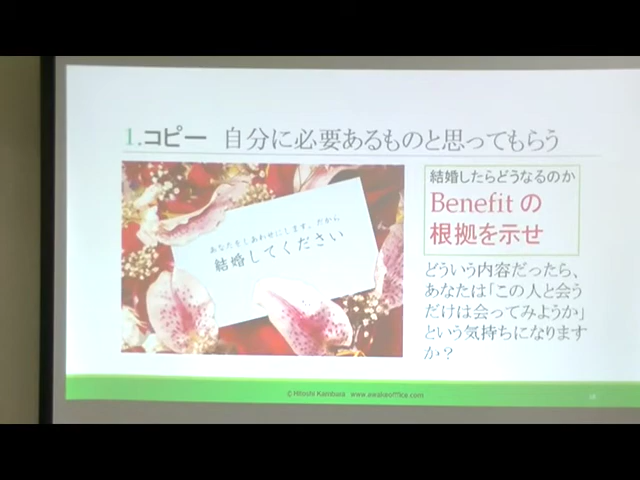 1.コピー 自分に必要あるものと思ってもらう
あなたをしあわせにします。だから
結婚してください
結婚したらどうなるのか
Benefit の
根拠を示せ
どういう内容だったら、
あなたは「この人と会う
だけは会ってみようか」
という気持ちになります
か？
© Hitoshi Kambura www.awakeoffice.com